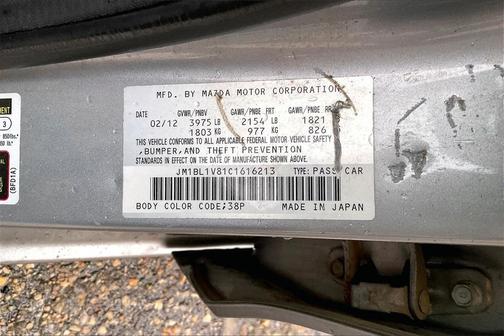 MFD. BY MAZDA MOTOR CORPORATION
DATE GVWR/PNBV GAWR/PNBE FRT GAWR/PNBE RR
02/12 3975 LB 2154 LB 1821
1803 KG 977 KG 826
THIS VEHICLE CONFORMS TO ALL APPLICABLE FEDERAL MOTOR VEHICLE SAFETY
,BUMPER,AND THEFT PREVENTION
STANDARDS IN EFFECT ON THE DATE OF MANUFACTURE SHOWN ABOVE.
JM1BL1V81C1616213 TYPE: PASS CAR
BODY COLOR CODE;38P MADE IN JAPAN
3
(BFD1A)